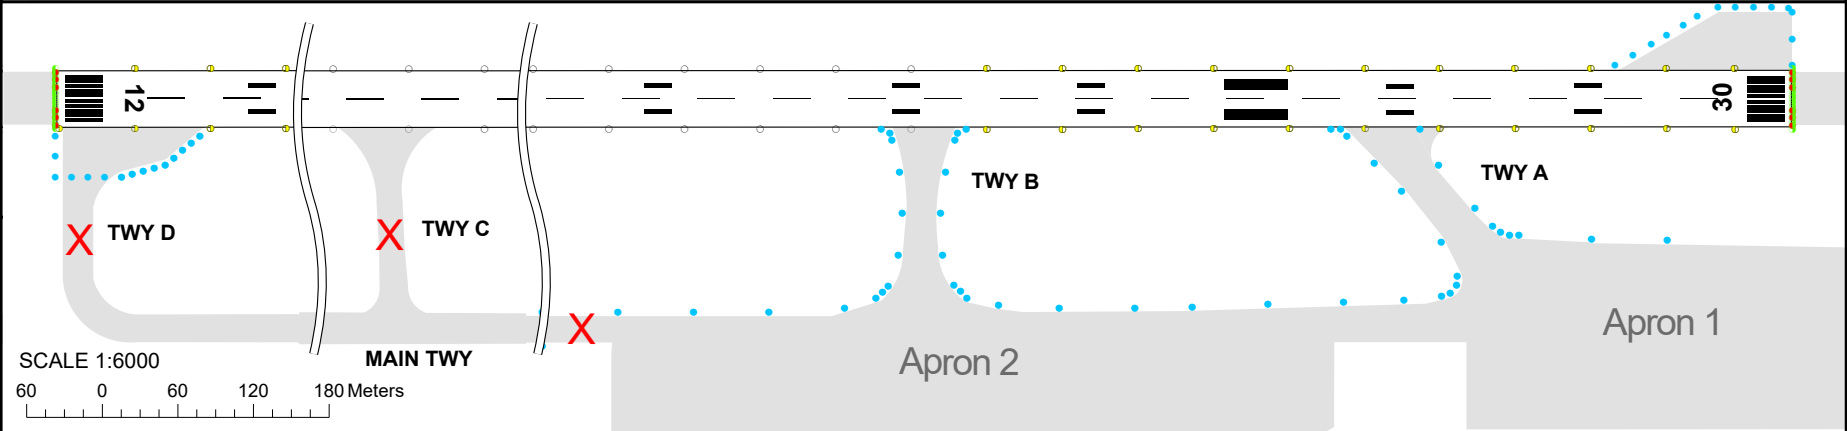 12
30
TWY B
TWY A
TWY D
TWY C
X
X
X
Apron 1
Apron 2
MAIN TWY
SCALE 1:6000
60 0 60 120 180 Meters